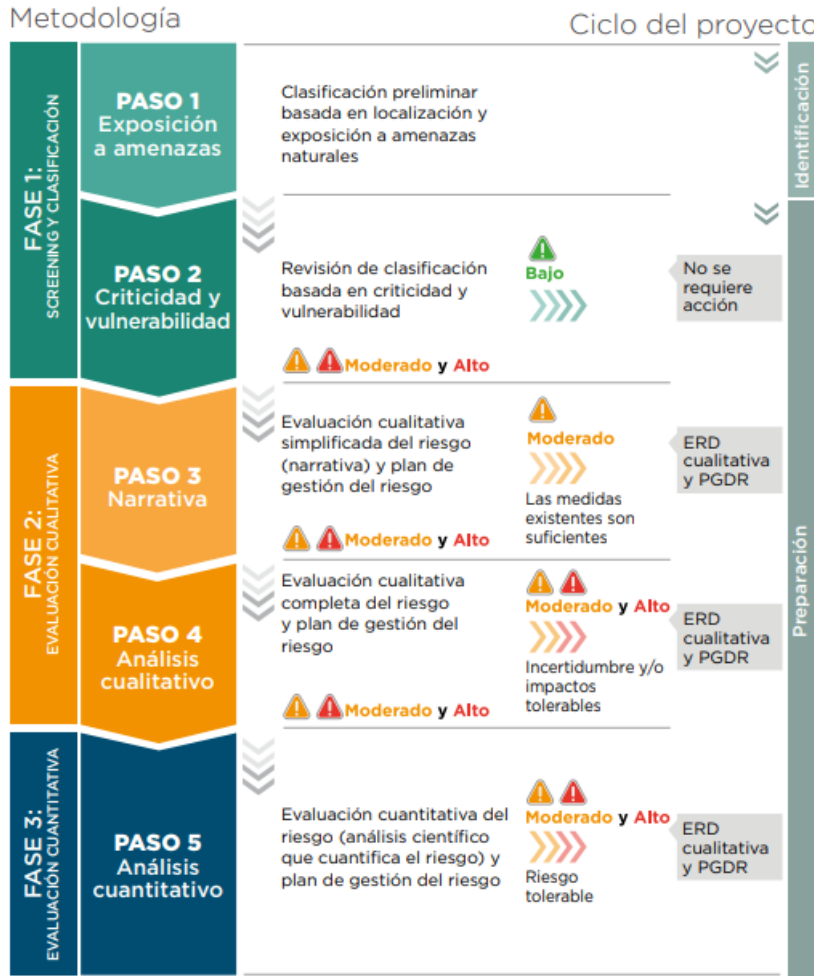 Metodología
Ciclo del proyecto
FASE 1:
SCREENING Y CLASIFICACIÓN
PASO 1
Exposición
a amenazas
Clasificación preliminar
basada en localización y
exposición a amenazas
naturales
Identificación
PASO 2
Criticidad y
vulnerabilidad
Revisión de clasificación
basada en criticidad y
vulnerabilidad
Bajo
No se
requiere
acción
Moderado y Alto
FASE 2:
EVALUACIÓN CUALITATIVA
PASO 3
Narrativa
Evaluación cualitativa
simplificada del riesgo
(narrativa) y plan de
gestión del riesgo
Moderado
Las medidas
existentes son
suficientes
ERD
cualitativa
y PGDR
Moderado y Alto
Preparación
PASO 4
Análisis
cualitativo
Evaluación cualitativa
completa del riesgo
y plan de gestión del
riesgo
Moderado y Alto
Incertidumbre y/o
impactos
tolerables
ERD
cualitativa
y PGDR
Moderado y Alto
FASE 3:
EVALUACIÓN CUANTITATIVA
PASO 5
Análisis
cuantitativo
Evaluación cuantitativa del
riesgo (análisis científico
que cuantifica el riesgo) y
plan de gestión del riesgo
Moderado y Alto
Riesgo
tolerable
ERD
cualitativa
y PGDR